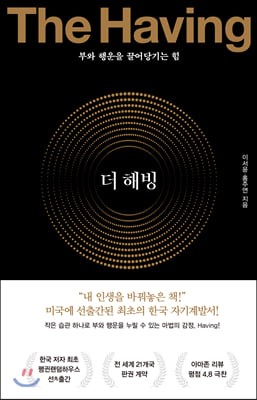 The Having
부와 행운을 끌어당기는 힘
더 해빙
이서윤 홍주연 지음
“내 인생을 바꿔놓은 책!”
미국에 선출간된 최초의 한국 자기계발서!
작은 습관 하나로 부와 행운을 누릴 수 있는 마법의 감정, Having!
한국 저자 최초
펭귄랜덤하우스
선출간
전 세계 21개국
판권 계약
아마존 리뷰
평점 4.8 극찬